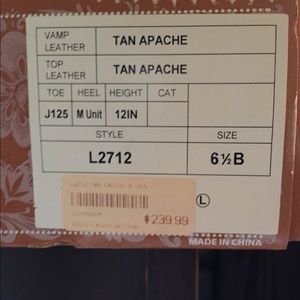 VAMP LEATHER TAN APACHE
TOP LEATHER TAN APACHE
TOE HEEL HEIGHT CAT
J125 M Unit 12IN
STYLE SIZE
L2712 6½B
L
$239.99
MADE IN CHINA